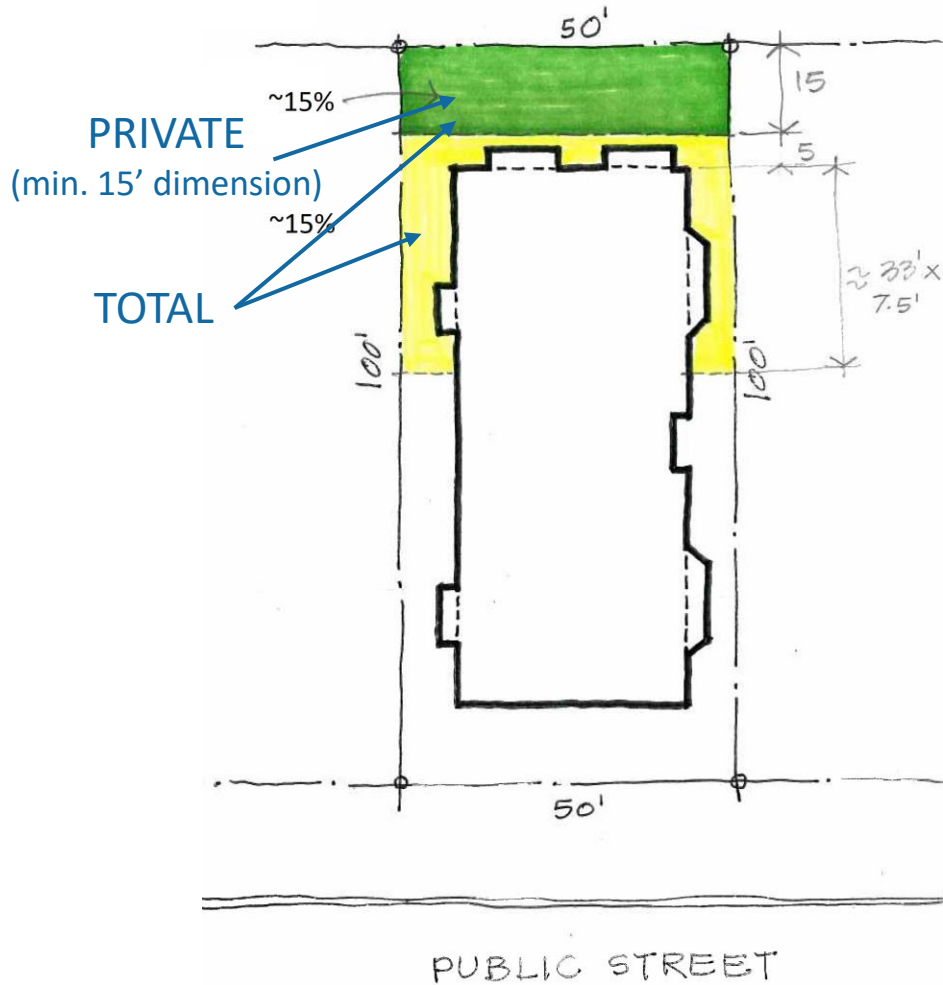 50'
~15%
15
PRIVATE
(min. 15' dimension)
5
~15%
≈ 33' x
7.5'
TOTAL
100'
100'
50'
PUBLIC STREET